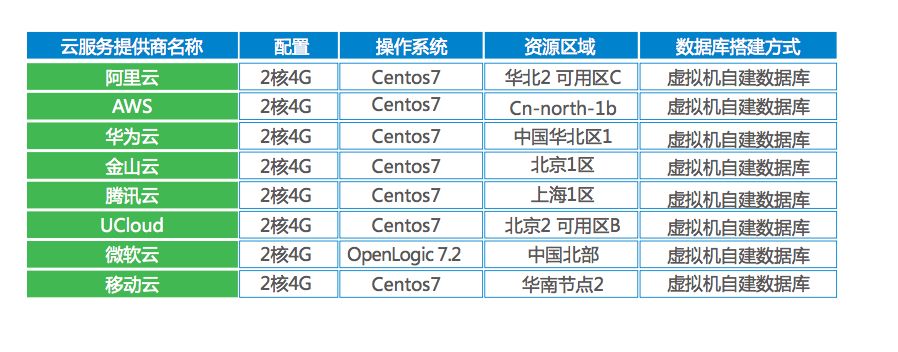 云服务提供商名称 配置 操作系统 资源区域 数据库搭建方式
阿里云 2核4G Centos7 华北2 可用区C 虚拟机自建数据库
AWS 2核4G Centos7 Cn-north-1b 虚拟机自建数据库
华为云 2核4G Centos7 中国华北区1 虚拟机自建数据库
金山云 2核4G Centos7 北京1区 虚拟机自建数据库
腾讯云 2核4G Centos7 上海1区 虚拟机自建数据库
UCloud 2核4G Centos7 北京2 可用区B 虚拟机自建数据库
微软云 2核4G OpenLogic 7.2 中国北部 虚拟机自建数据库
移动云 2核4G Centos7 华南节点2 虚拟机自建数据库